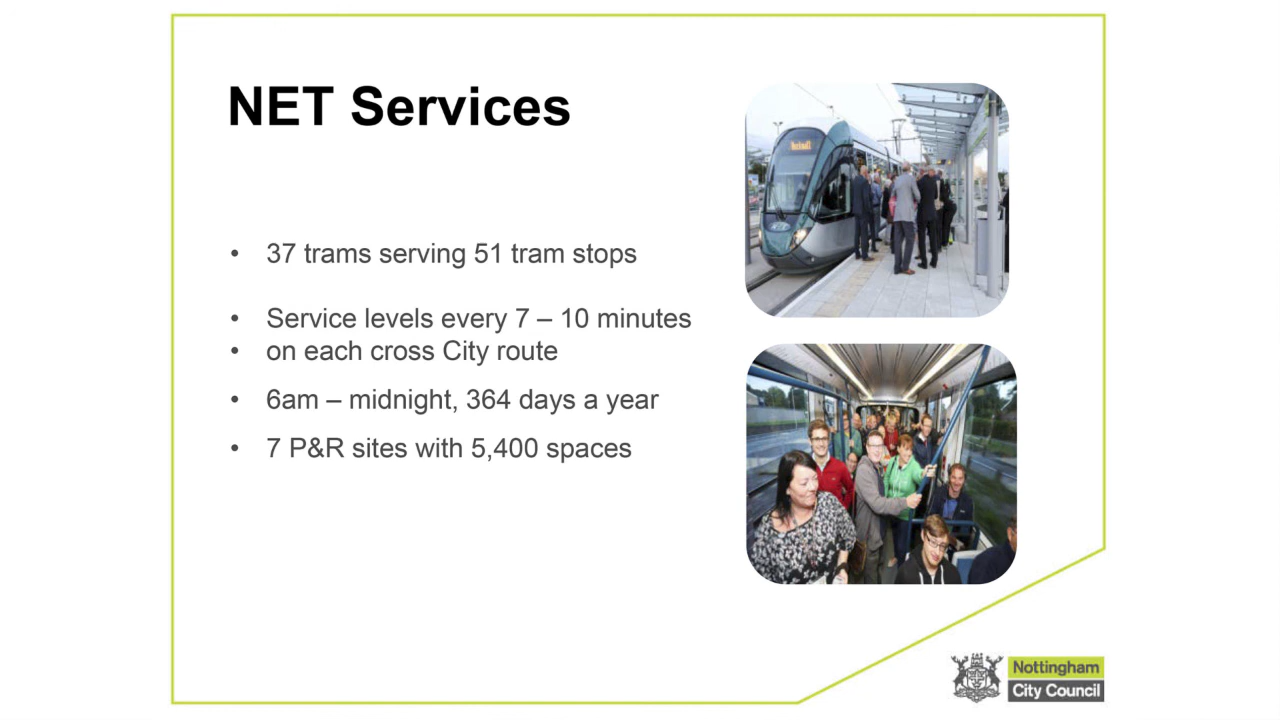 NET Services
• 37 trams serving 51 tram stops
• Service levels every 7 – 10 minutes
• on each cross City route
• 6am – midnight, 364 days a year
• 7 P&R sites with 5,400 spaces
Nottingham
City Council